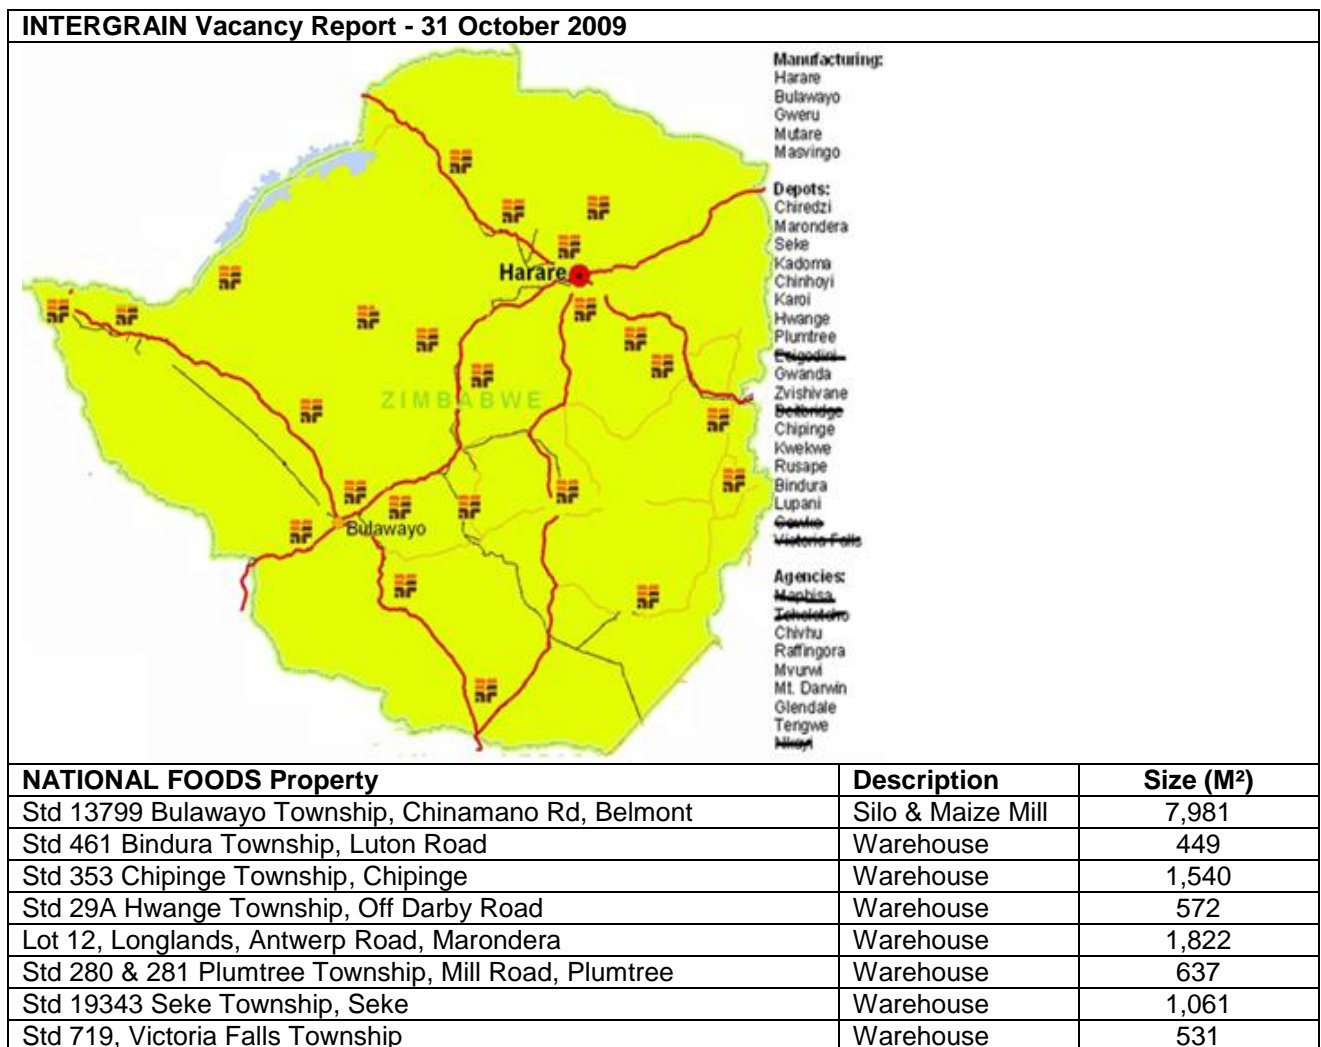 INTERGRAIN Vacancy Report - 31 October 2009
Harare
ZIMBABWE
Bulawayo
Manufacturing:
Harare
Bulawayo
Gweru
Mutare
Masvingo
Depots:
Chiredzi
Marondera
Seke
Kadoma
Chinhoyi
Karoi
Hwange
Plumtree
Gwanda
Zvishivane
Beitbridge
Chipinge
Kwekwe
Rusape
Bindura
Lupani
Victoria Falls
Agencies:
Maphisa
Chivhu
Raffingora
Mvurwi
Mt. Darwin
Glendale
Tengwe
Nkayi
NATIONAL FOODS Property Description Size (M²)
Std 13799 Bulawayo Township, Chinamano Rd, Belmont Silo & Maize Mill 7,981
Std 461 Bindura Township, Luton Road Warehouse 449
Std 353 Chipinge Township, Chipinge Warehouse 1,540
Std 29A Hwange Township, Off Darby Road Warehouse 572
Lot 12, Longlands, Antwerp Road, Marondera Warehouse 1,822
Std 280 & 281 Plumtree Township, Mill Road, Plumtree Warehouse 637
Std 19343 Seke Township, Seke Warehouse 1,061
Std 719, Victoria Falls Township Warehouse 531